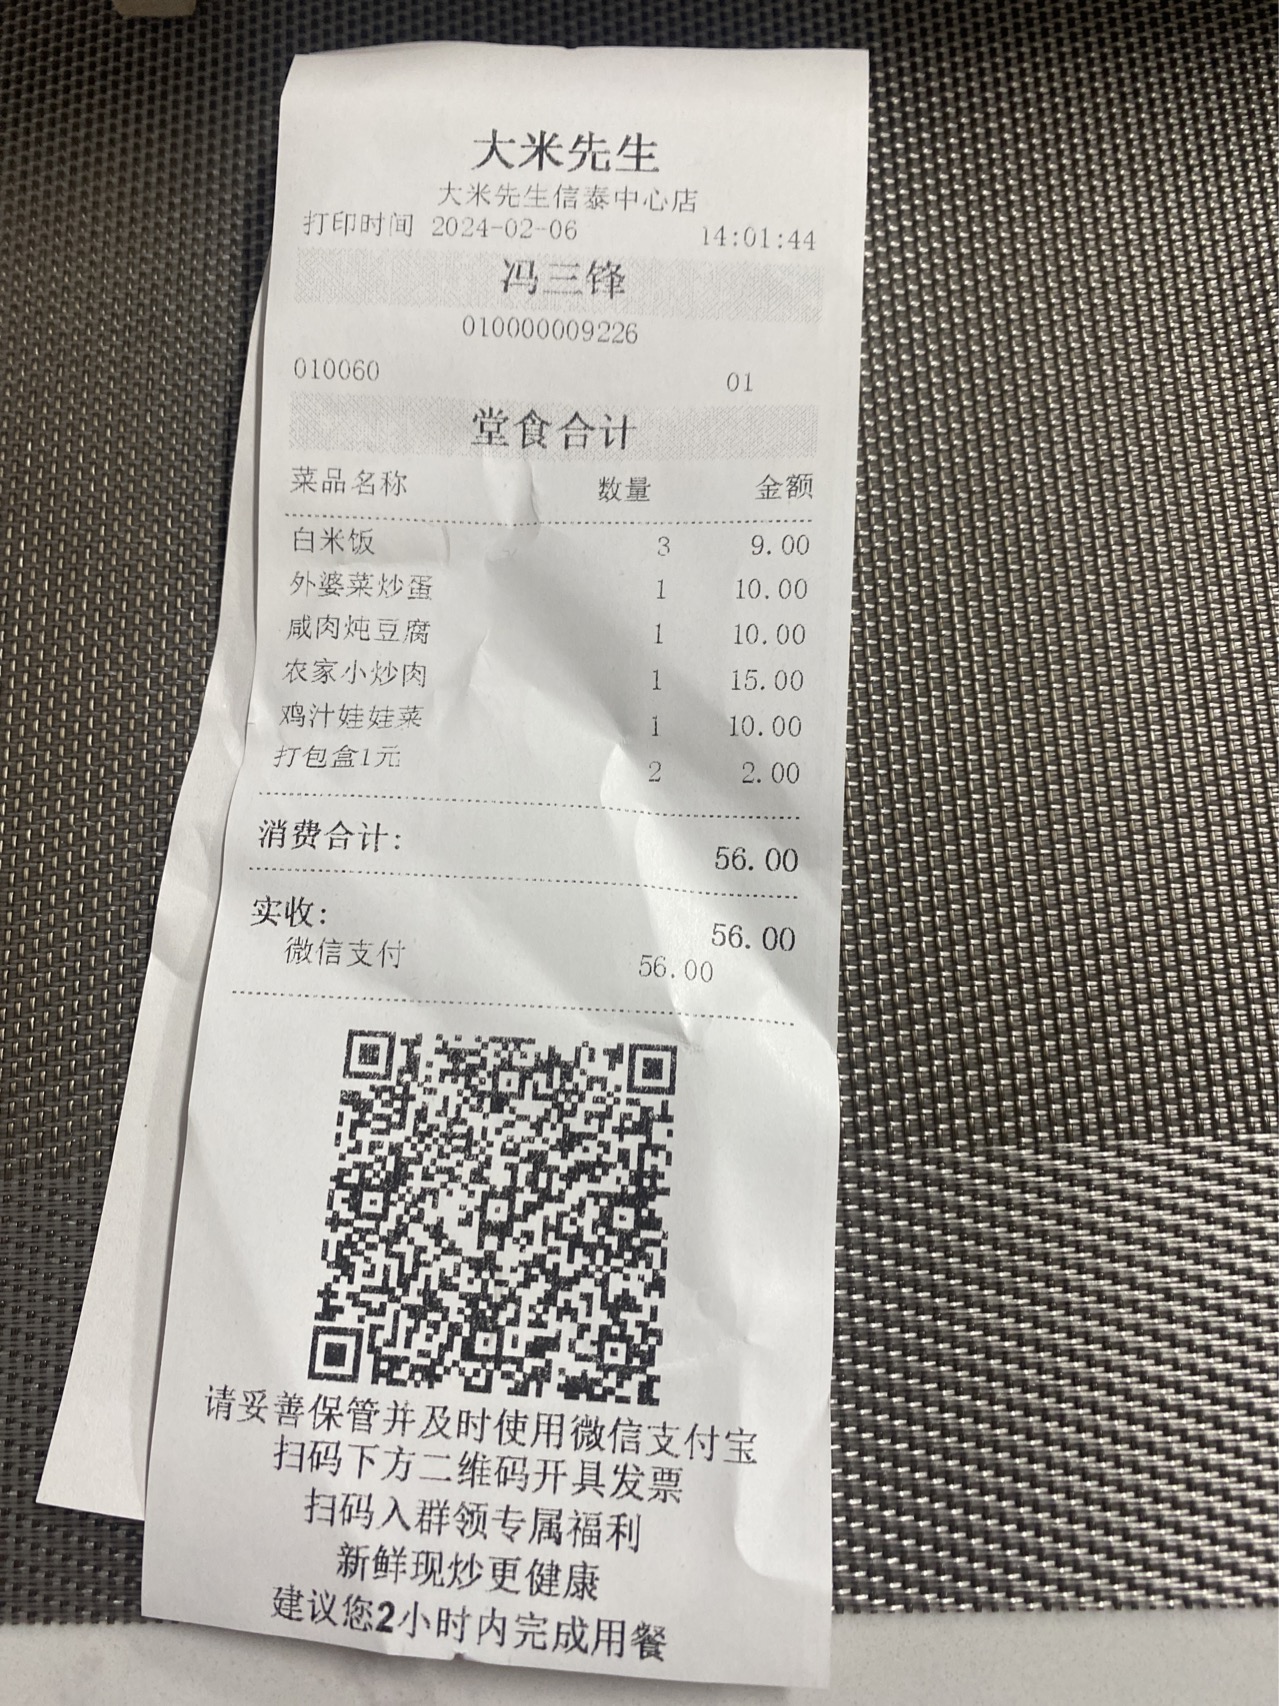 大米先生
大米先生信泰中心店
打印时间 2024-02-06 14:01:44
冯三锋
010000009226
010060 01
堂食合计
菜品名称 数量 金额
白米饭 3 9.00
外婆菜炒蛋 1 10.00
咸肉炖豆腐 1 10.00
农家小炒肉 1 15.00
鸡汁娃娃菜 1 10.00
打包盒1元 2 2.00
消费合计: 56.00
实收: 56.00
微信支付 56.00
请妥善保管并及时使用微信支付宝
扫码下方二维码开具发票
扫码入群领专属福利
新鲜现炒更健康
建议您2小时内完成用餐